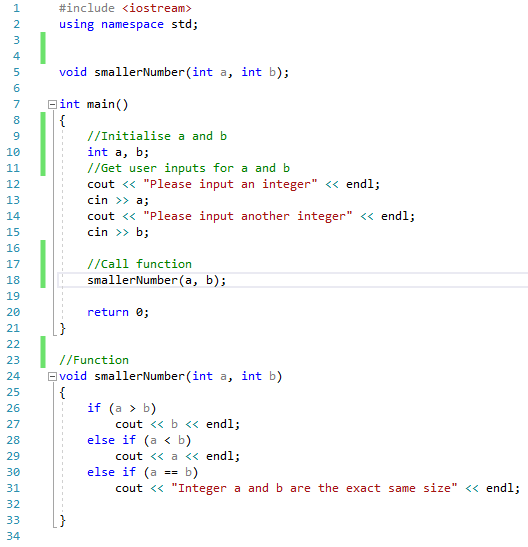 1 #include <iostream>
2 using namespace std;
3
4
5 void smallerNumber(int a, int b);
6
7 int main()
8 {
9 //Initialise a and b
10 int a, b;
11 //Get user inputs for a and b
12 cout << "Please input an integer" << endl;
13 cin >> a;
14 cout << "Please input another integer" << endl;
15 cin >> b;
16
17 //Call function
18 smallerNumber(a, b);
19
20 return 0;
21 }
22
23 //Function
24 void smallerNumber(int a, int b)
25 {
26 if (a > b)
27 cout << b << endl;
28 else if (a < b)
29 cout << a << endl;
30 else if (a == b)
31 cout << "Integer a and b are the exact same size" << endl;
32
33 }
34